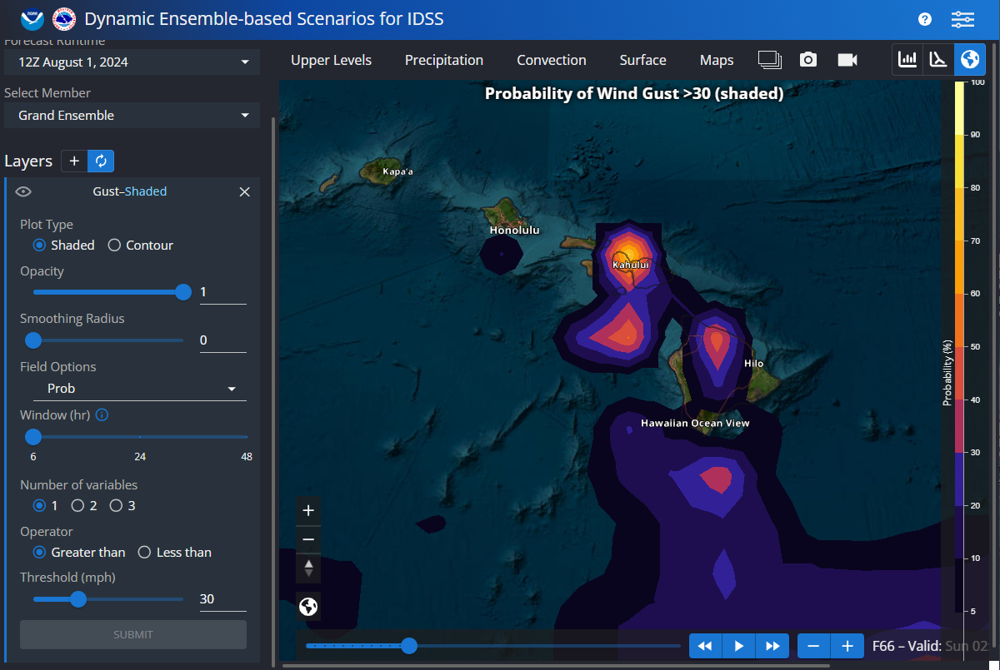 Dynamic Ensemble-based Scenarios for IDSS
Forecast Runtime
12Z August 1, 2024
Select Member
Grand Ensemble
Layers
Gust–Shaded
Plot Type
Shaded
Contour
Opacity
1
Smoothing Radius
0
Field Options
Prob
Window (hr)
6 24 48
Number of variables
1 2 3
Operator
Greater than
Less than
Threshold (mph)
30
SUBMIT
Upper Levels
Precipitation
Convection
Surface
Maps
Probability of Wind Gust >30 (shaded)
Kapa'a
Honolulu
Kahului
Hilo
Hawaiian Ocean View
100
90
80
70
60
50
40
30
20
10
5
Probability (%)
F66 – Valid: Sun 02